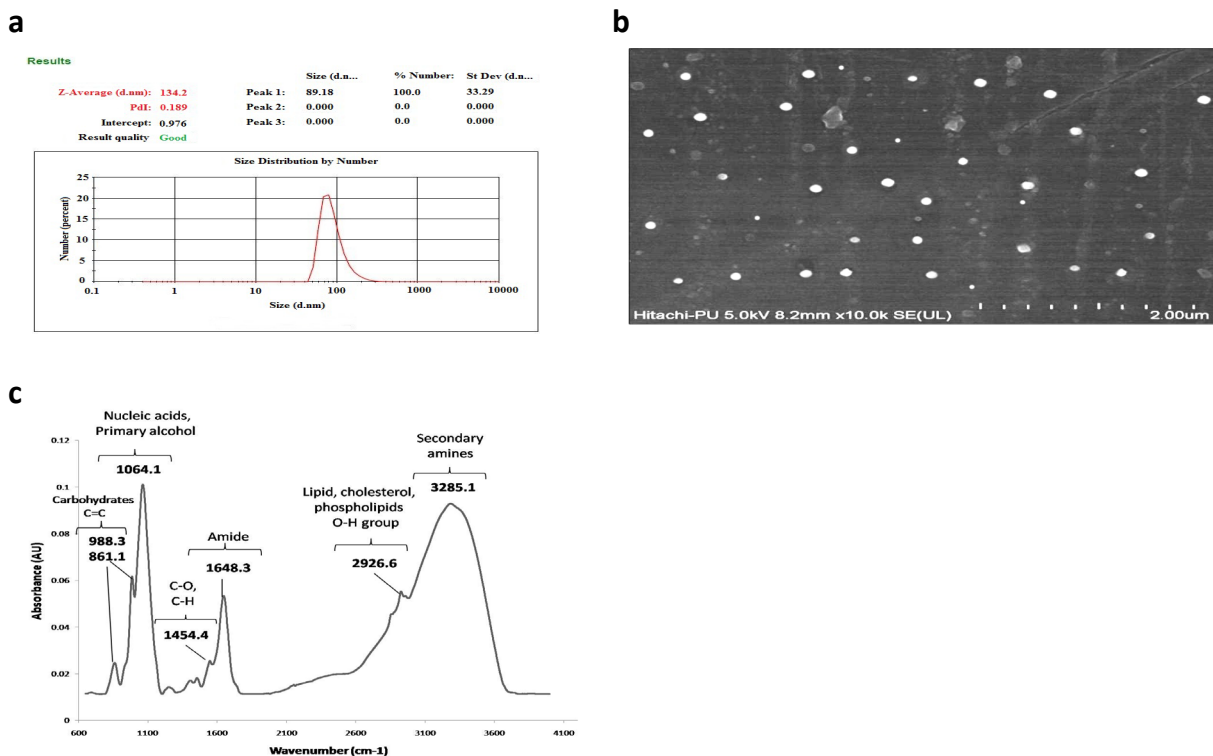 a
Results
Size (d.n... % Number: St Dev (d.n...
Z-Average (d.nm): 134.2 Peak 1: 89.18 100.0 33.29
PdI: 0.189 Peak 2: 0.000 0.0 0.000
Intercept: 0.976 Peak 3: 0.000 0.0 0.000
Result quality Good
Size Distribution by Number
Number (percent)
25
20
15
10
5
0
0.1 1 10 100 1000 10000
Size (d.nm)
b
Hitachi-PU 5.0kV 8.2mm x10.0k SE(UL) 2.00um
c
Nucleic acids,
Primary alcohol
1064.1
Carbohydrates
C=C
988.3
861.1
C-O,
C-H
1454.4
Amide
1648.3
Lipid, cholesterol,
phospholipids
O-H group
2926.6
Secondary
amines
3285.1
Absorbance (AU)
0.12
0.1
0.08
0.06
0.04
0.02
0
600 1100 1600 2100 2600 3100 3600 4100
Wavenumber (cm-1)